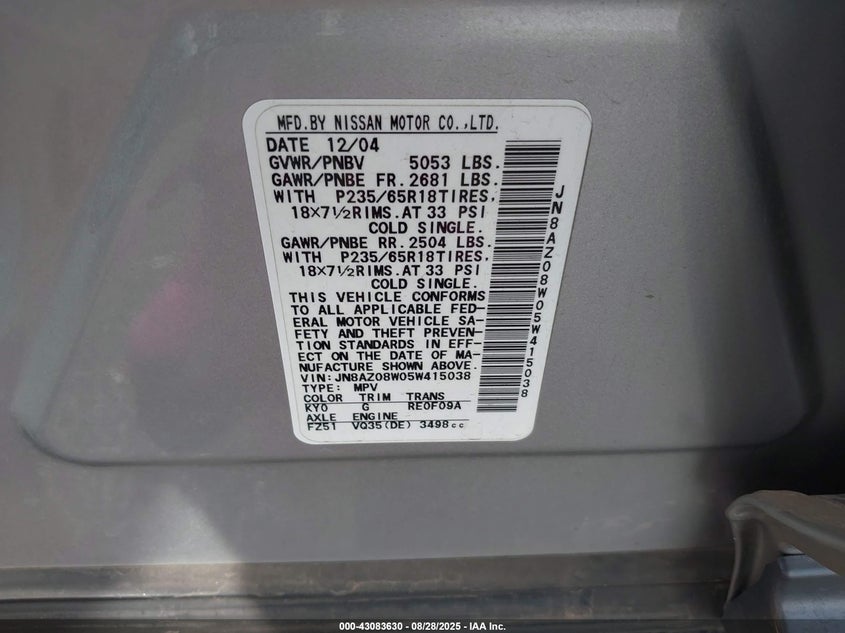 MFD.BY NISSAN MOTOR CO.,LTD.
DATE 12/04
GVWR/PNBV 5053 LBS.
GAWR/PNBE FR.2681 LBS.
WITH P235/65R18TIRES,
18×7½RIMS.AT 33 PSI
COLD SINGLE.
GAWR/PNBE RR.2504 LBS.
WITH P235/65R18TIRES,
18×7½RIMS.AT 33 PSI
COLD SINGLE.
THIS VEHICLE CONFORMS
TO ALL APPLICABLE FED-
ERAL MOTOR VEHICLE SA-
FETY AND THEFT PREVEN-
TION STANDARDS IN EFF-
ECT ON THE DATE OF MA-
NUFACTURE SHOWN ABOVE.
VIN:JN8AZ08W05W415038
TYPE: MPV
COLOR TRIM TRANS
KY0 G RE0F09A
AXLE ENGINE
FZ51 VQ35(DE) 3498cc
JN8AZ08W05W415038
000-43083630 - 08/28/2025 - IAA Inc.